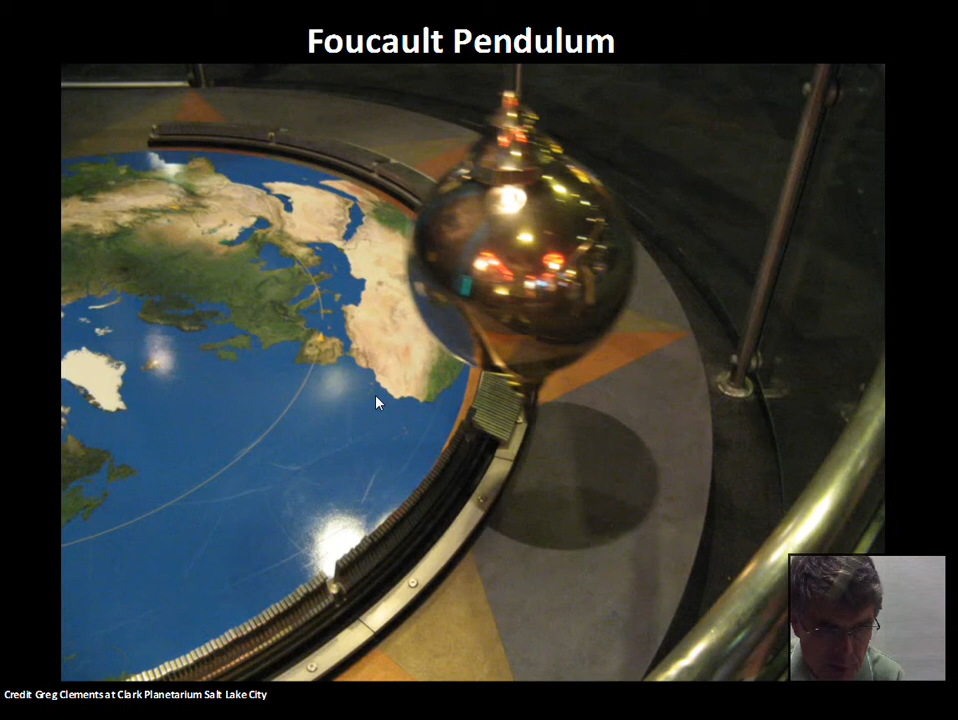 Foucault Pendulum
Credit Greg Clements at Clark Planetarium Salt Lake City